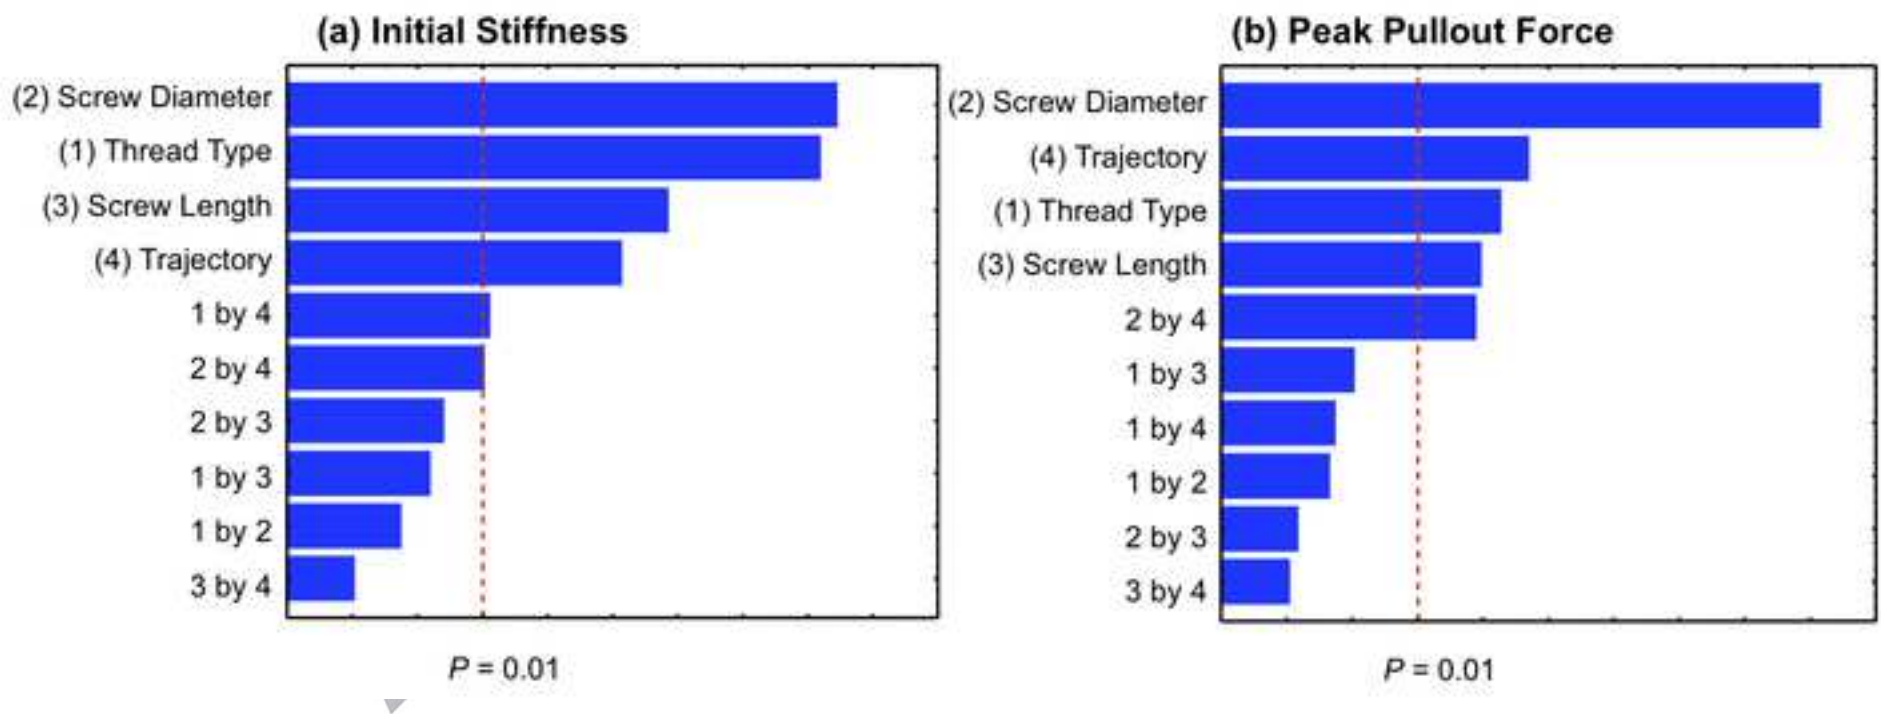 (a) Initial Stiffness
(2) Screw Diameter
(1) Thread Type
(3) Screw Length
(4) Trajectory
1 by 4
2 by 4
2 by 3
1 by 3
1 by 2
3 by 4
P = 0.01
(b) Peak Pullout Force
(2) Screw Diameter
(4) Trajectory
(1) Thread Type
(3) Screw Length
2 by 4
1 by 3
1 by 4
1 by 2
2 by 3
3 by 4
P = 0.01